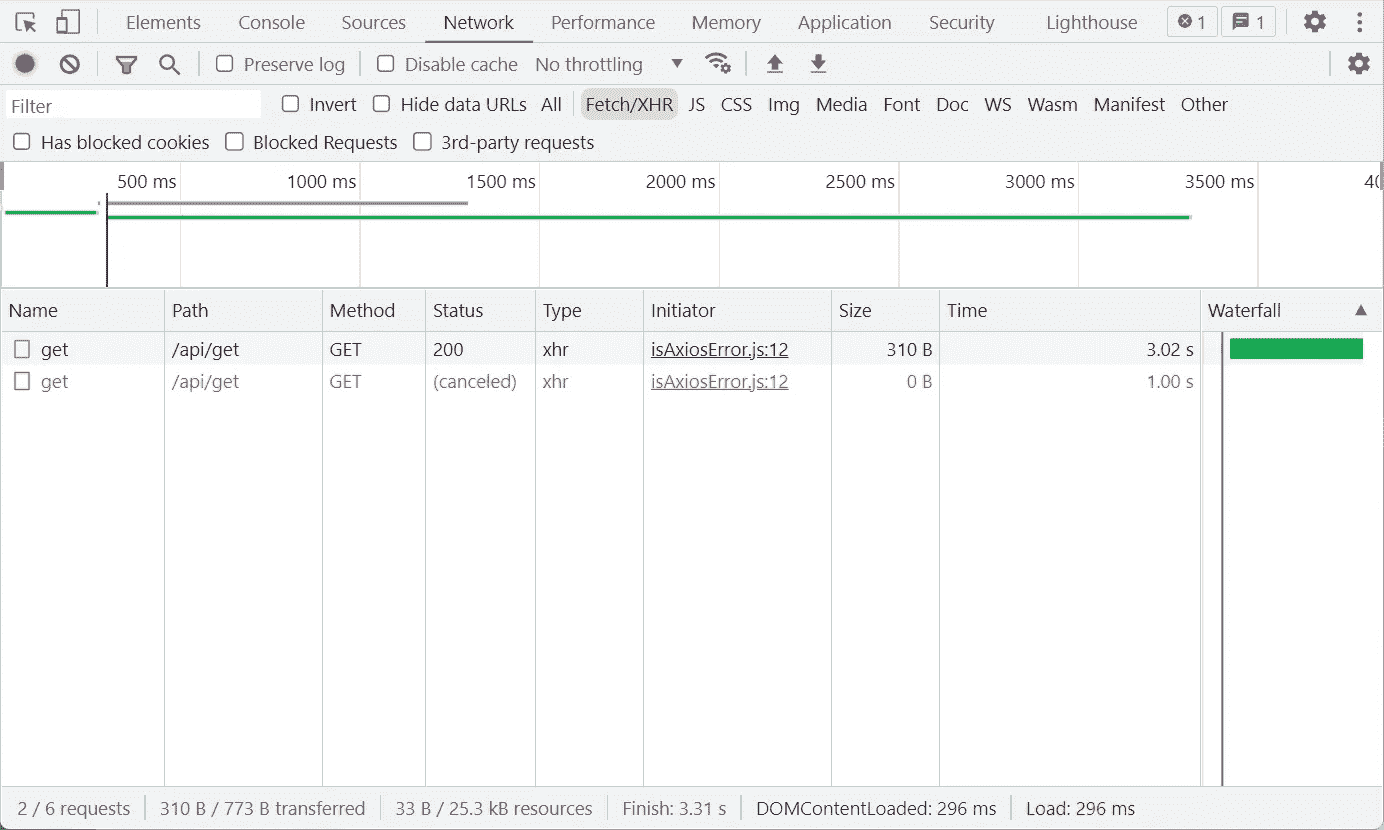 Elements Console Sources Network Performance Memory Application Security Lighthouse 1 1
Preserve log Disable cache No throttling
Filter Invert Hide data URLs All Fetch/XHR JS CSS Img Media Font Doc WS Wasm Manifest Other
Has blocked cookies Blocked Requests 3rd-party requests
500 ms 1000 ms 1500 ms 2000 ms 2500 ms 3000 ms 3500 ms 40
Name Path Method Status Type Initiator Size Time Waterfall
get /api/get GET 200 xhr isAxiosError.js:12 310 B 3.02 s
get /api/get GET (canceled) xhr isAxiosError.js:12 0 B 1.00 s
2 / 6 requests 310 B / 773 B transferred 33 B / 25.3 kB resources Finish: 3.31 s DOMContentLoaded: 296 ms Load: 296 ms